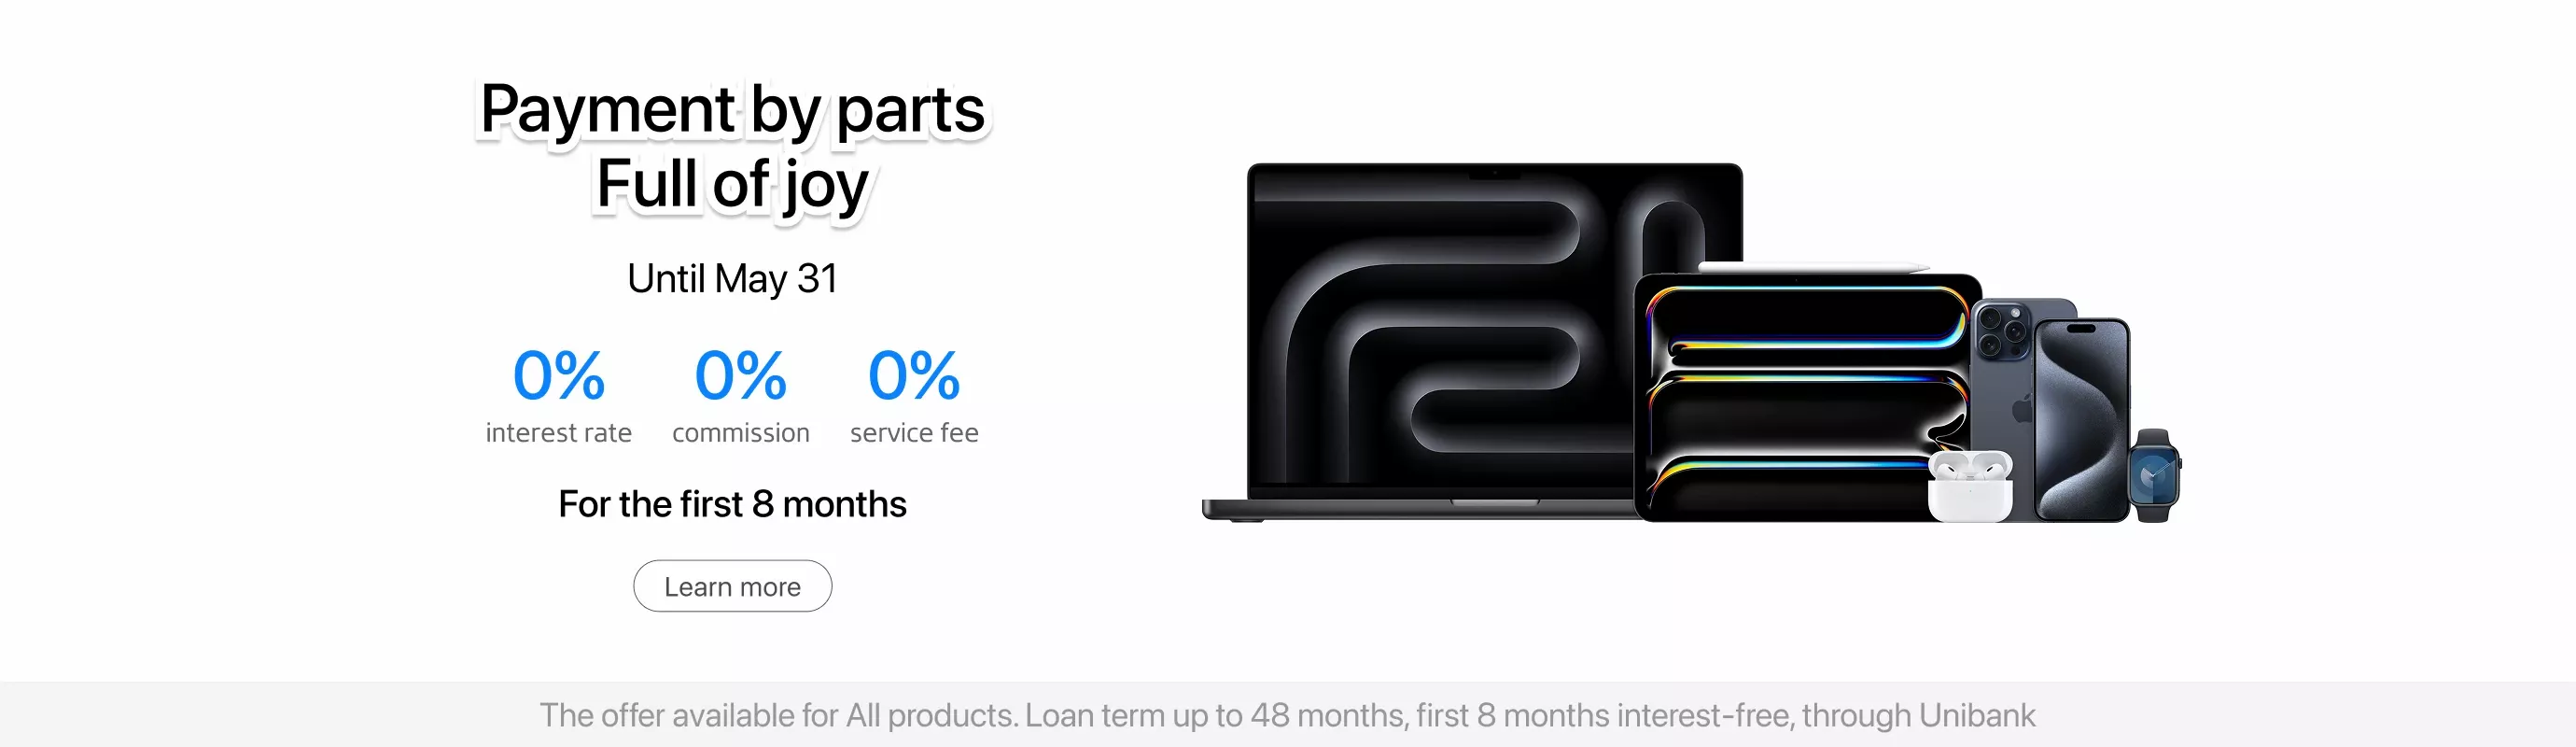 Payment by parts
Full of joy
Until May 31
0% 0% 0%
interest rate commission service fee
For the first 8 months
Learn more
The offer available for All products. Loan term up to 48 months, first 8 months interest-free, through Unibank